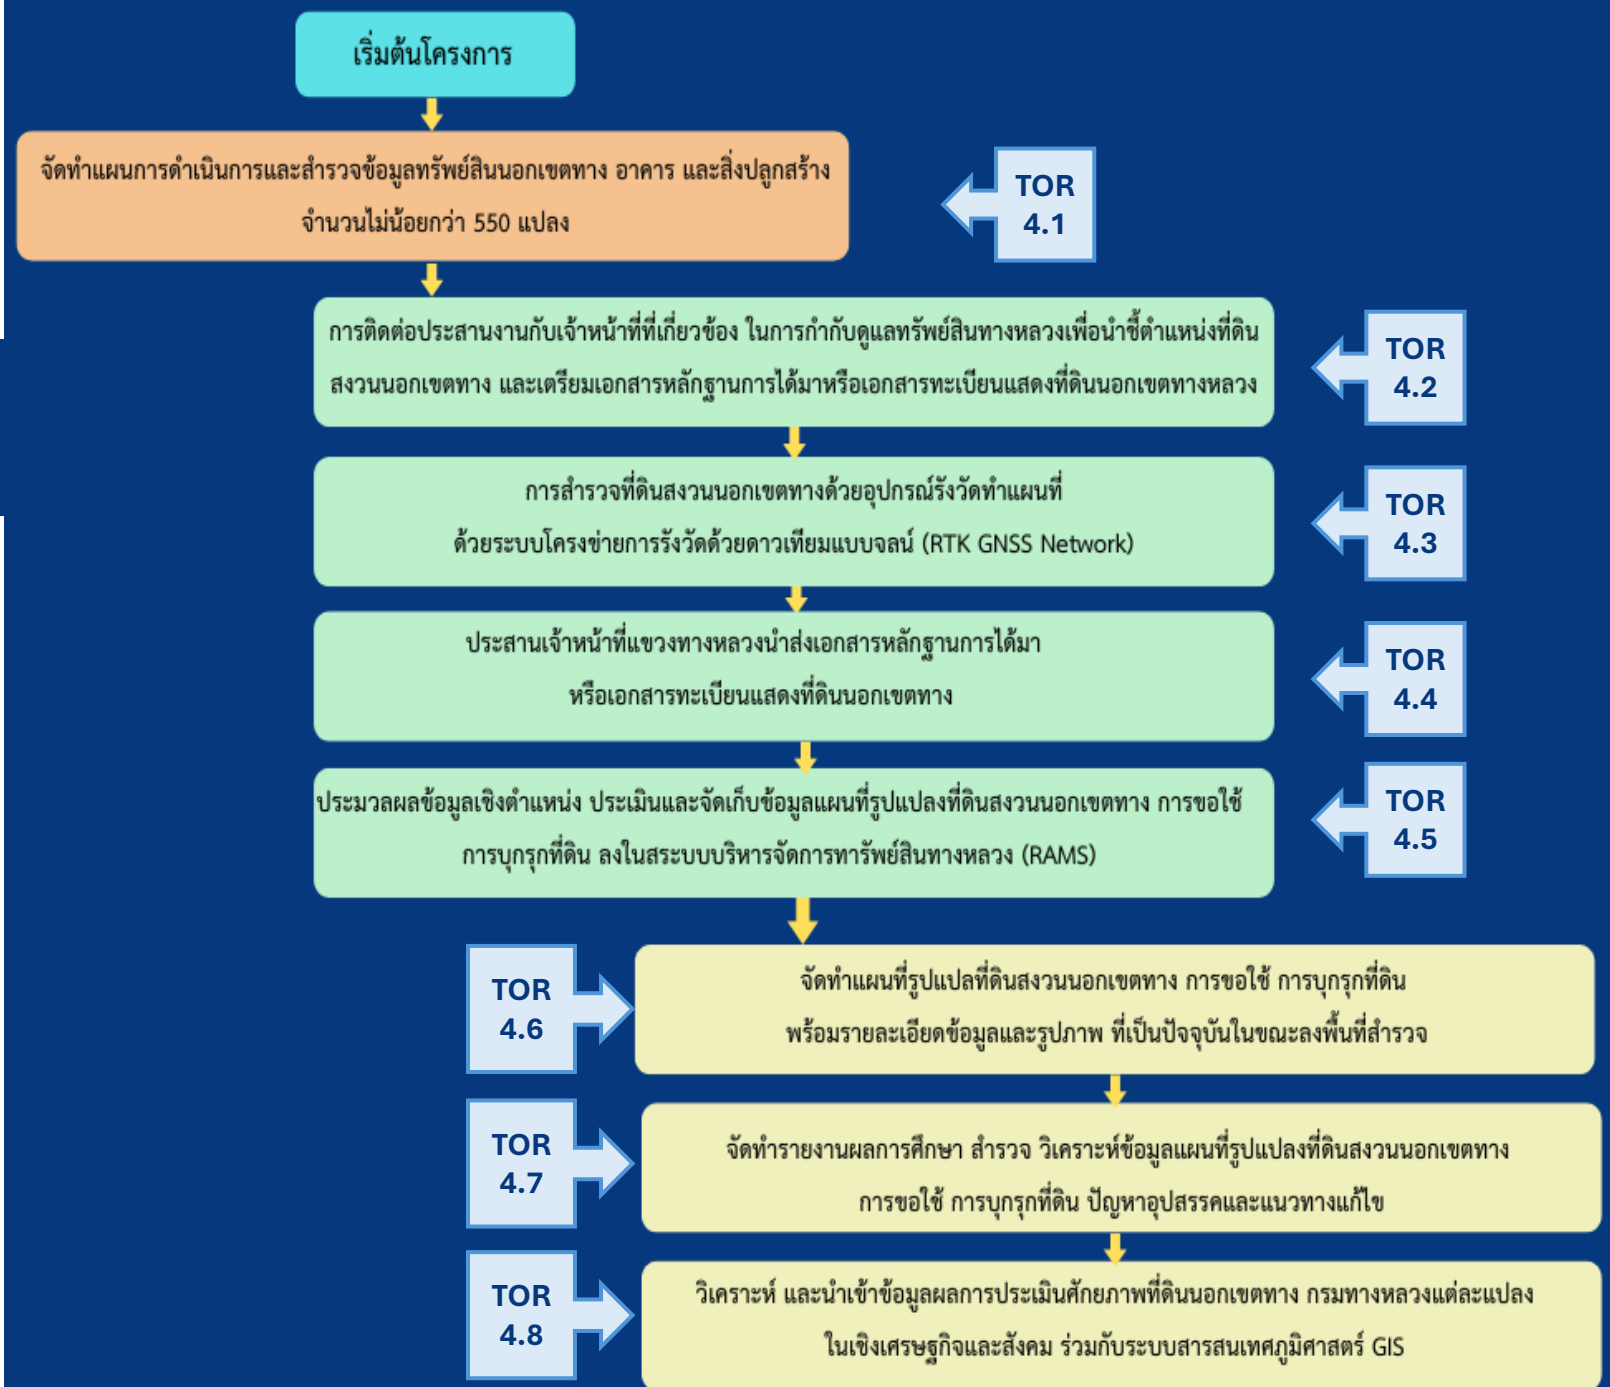 เริ่มต้นโครงการ
จัดทำแผนการดำเนินการและสำรวจข้อมูลทรัพย์สินนอกเขตทาง อาคาร และสิ่งปลูกสร้าง
จำนวนไม่น้อยกว่า 550 แปลง
TOR
4.1
การติดต่อประสานงานกับเจ้าหน้าที่ที่เกี่ยวข้อง ในการกำกับดูแลทรัพย์สินทางหลวงเพื่อนำชี้ตำแหน่งที่ดิน
สงวนนอกเขตทาง และเตรียมเอกสารหลักฐานการได้มาหรือเอกสารทะเบียนแสดงที่ดินนอกเขตทางหลวง
TOR
4.2
การสำรวจที่ดินสงวนนอกเขตทางด้วยอุปกรณ์รังวัดทำแผนที่
ด้วยระบบโครงข่ายการรังวัดด้วยดาวเทียมแบบจลน์ (RTK GNSS Network)
TOR
4.3
ประสานเจ้าหน้าที่แขวงทางหลวงนำส่งเอกสารหลักฐานการได้มา
หรือเอกสารทะเบียนแสดงที่ดินนอกเขตทาง
TOR
4.4
ประมวลผลข้อมูลเชิงตำแหน่ง ประเมินและจัดเก็บข้อมูลแผนที่รูปแปลงที่ดินสงวนนอกเขตทาง การขอใช้
การบุกรุกที่ดิน ลงในสระบบบริหารจัดการทารัพย์สินทางหลวง (RAMS)
TOR
4.5
TOR
4.6
จัดทำแผนที่รูปแปลที่ดินสงวนนอกเขตทาง การขอใช้ การบุกรุกที่ดิน
พร้อมรายละเอียดข้อมูลและรูปภาพ ที่เป็นปัจจุบันในขณะลงพื้นที่สำรวจ
TOR
4.7
จัดทำรายงานผลการศึกษา สำรวจ วิเคราะห์ข้อมูลแผนที่รูปแปลงที่ดินสงวนนอกเขตทาง
การขอใช้ การบุกรุกที่ดิน ปัญหาอุปสรรคและแนวทางแก้ไข
TOR
4.8
วิเคราะห์ และนำเข้าข้อมูลผลการประเมินศักยภาพที่ดินนอกเขตทาง กรมทางหลวงแต่ละแปลง
ในเชิงเศรษฐกิจและสังคม ร่วมกับระบบสารสนเทศภูมิศาสตร์ GIS